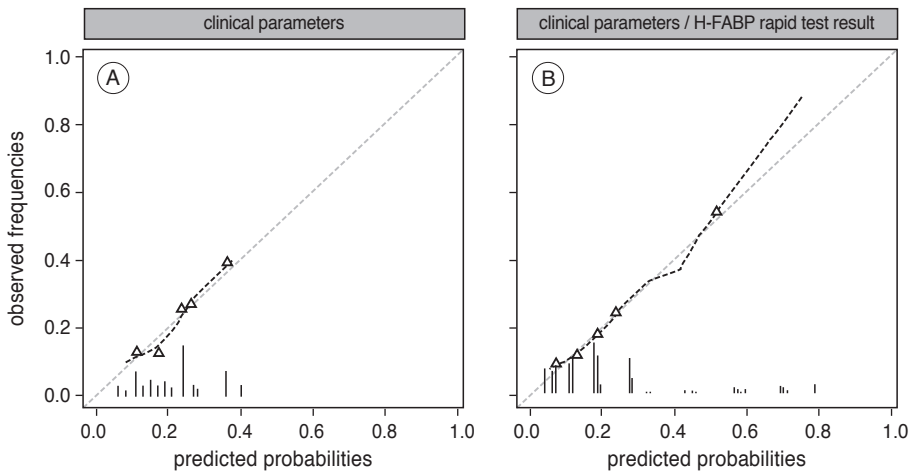 clinical parameters
clinical parameters / H-FABP rapid test result
A
B
observed frequencies
1.0
0.8
0.6
0.4
0.2
0.0
0.0 0.2 0.4 0.6 0.8 1.0
0.0 0.2 0.4 0.6 0.8 1.0
predicted probabilities
predicted probabilities